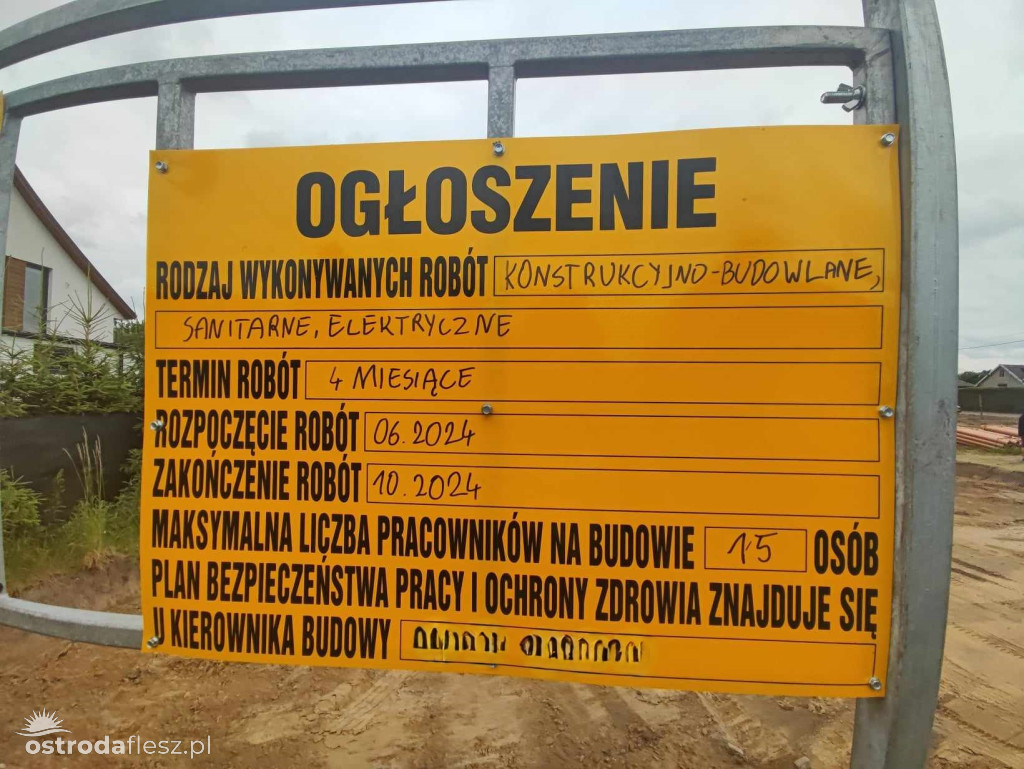 OGŁOSZENIE
RODZAJ WYKONYWANYCH ROBÓT KONSTRUKCYJNO-BUDOWLANE,
SANITARNE, ELEKTRYCZNE
TERMIN ROBÓT 4 MIESIĄCE
ROZPOCZĘCIE ROBÓT 06.2024
ZAKOŃCZENIE ROBÓT 10.2024
MAKSYMALNA LICZBA PRACOWNIKÓW NA BUDOWIE 15 OSÓB
PLAN BEZPIECZEŃSTWA PRACY I OCHRONY ZDROWIA ZNAJDUJE SIĘ
U KIEROWNIKA BUDOWY
ostrodaflesz.pl